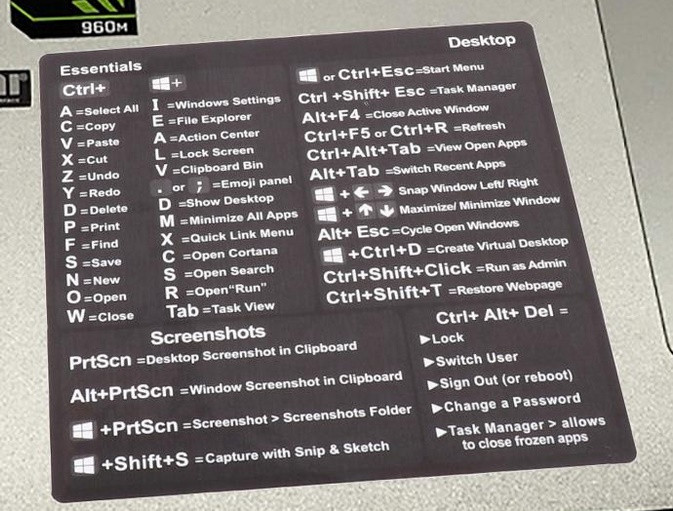 960M
Desktop
Essentials
Ctrl+
+
A =Select All
C =Copy
V =Paste
X =Cut
Z =Undo
Y =Redo
D =Delete
P =Print
F =Find
S =Save
N =New
O =Open
W =Close
I =Windows Settings
E =File Explorer
A =Action Center
L =Lock Screen
V =Clipboard Bin
. or ; =Emoji panel
D =Show Desktop
M =Minimize All Apps
X =Quick Link Menu
C =Open Cortana
S =Open Search
R =Open"Run"
Tab =Task View
or Ctrl+Esc=Start Menu
Ctrl +Shift+ Esc =Task Manager
Alt+F4 =Close Active Window
Ctrl+F5 or Ctrl+R =Refresh
Ctrl+Alt+Tab =View Open Apps
Alt+Tab =Switch Recent Apps
+ ← → Snap Window Left/ Right
+ ↑ ↓ Maximize/ Minimize Window
Alt+ Esc =Cycle Open Windows
+Ctrl+D =Create Virtual Desktop
Ctrl+Shift+Click =Run as Admin
Ctrl+Shift+T =Restore Webpage
Screenshots
PrtScn =Desktop Screenshot in Clipboard
Alt+PrtScn =Window Screenshot in Clipboard
+PrtScn =Screenshot > Screenshots Folder
+Shift+S =Capture with Snip & Sketch
Ctrl+ Alt+ Del =
▶Lock
▶Switch User
▶Sign Out (or reboot)
▶Change a Password
▶Task Manager > allows
to close frozen apps